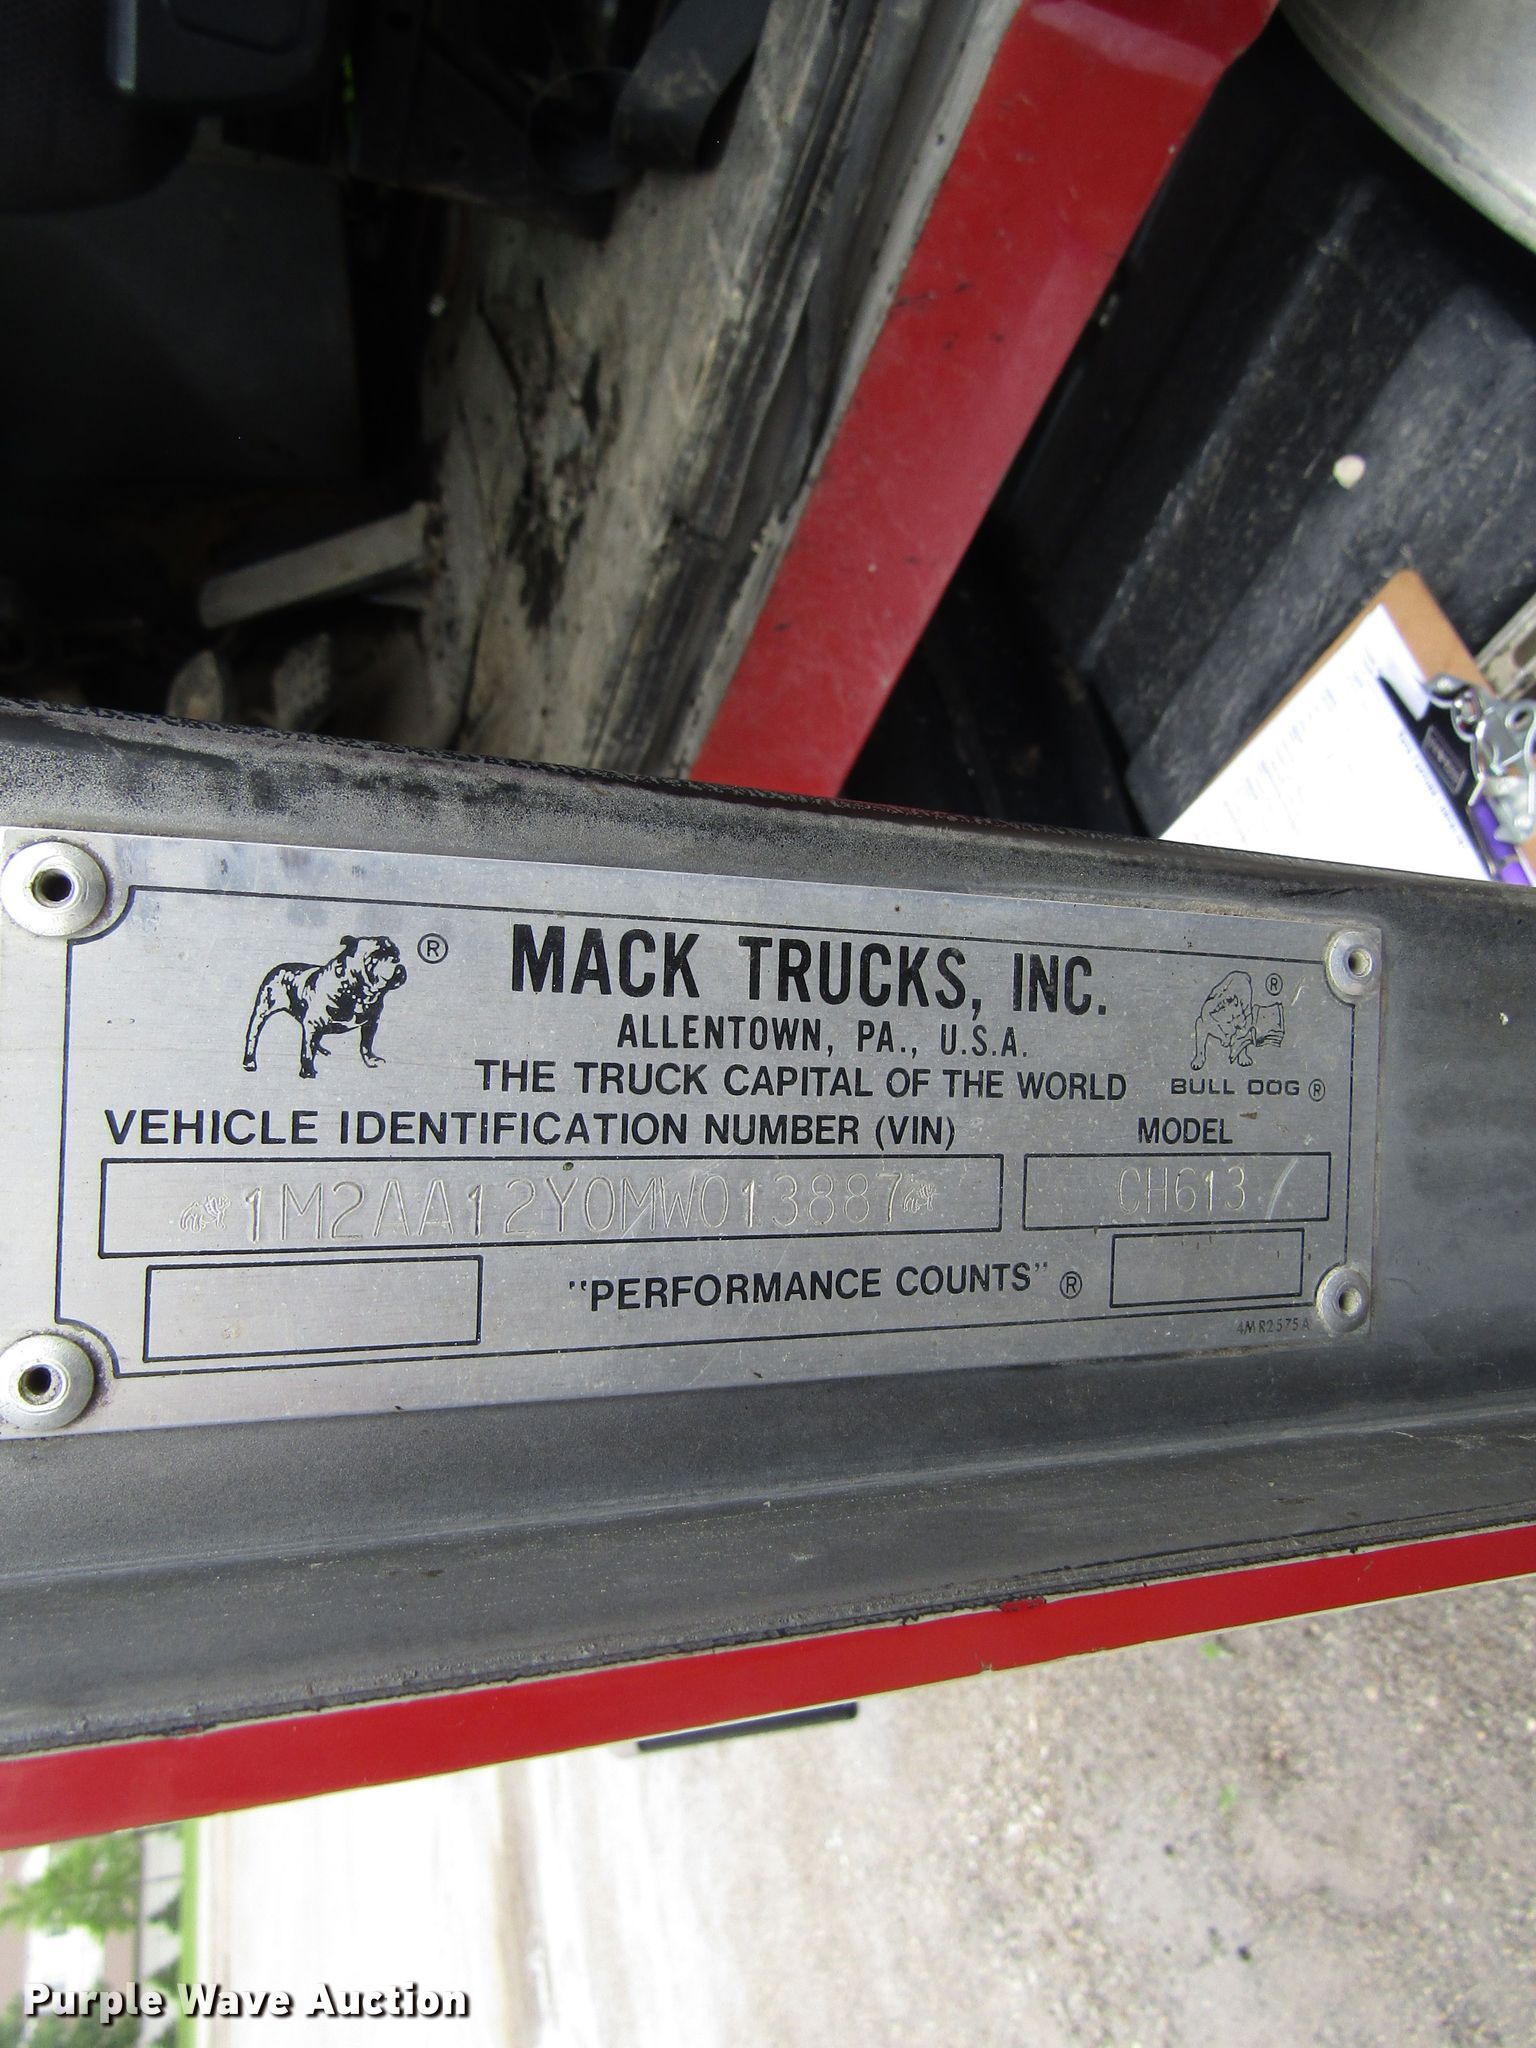 ® MACK TRUCKS, INC. ®
ALLENTOWN, PA., U.S.A.
THE TRUCK CAPITAL OF THE WORLD BULL DOG ®
VEHICLE IDENTIFICATION NUMBER (VIN) MODEL
1M2AA12Y0MW013887 CH613
"PERFORMANCE COUNTS" ®
4MR2575A
Purple Wave Auction